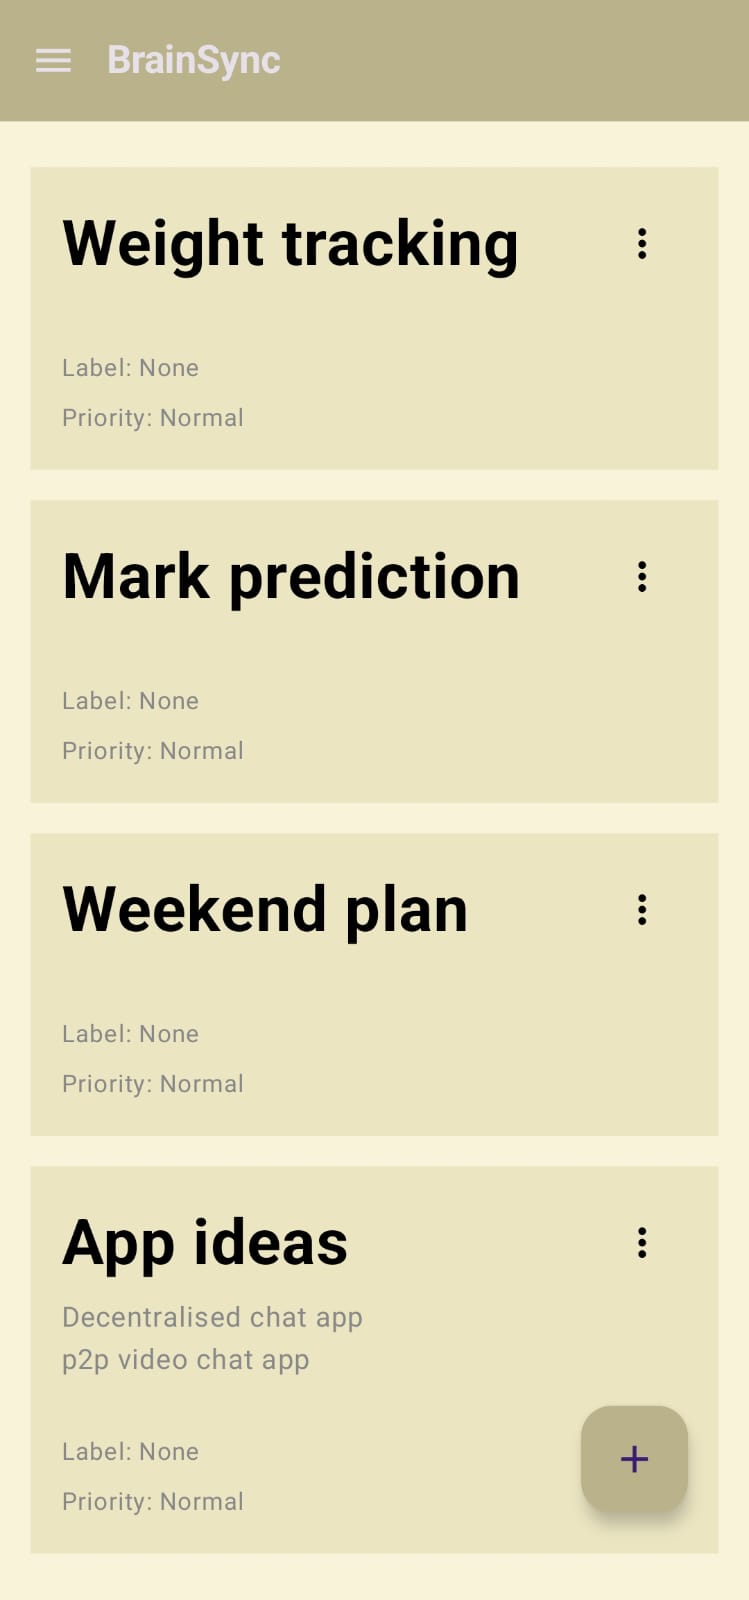 BrainSync
Weight tracking
Label: None
Priority: Normal
Mark prediction
Label: None
Priority: Normal
Weekend plan
Label: None
Priority: Normal
App ideas
Decentralised chat app
p2p video chat app
Label: None
Priority: Normal